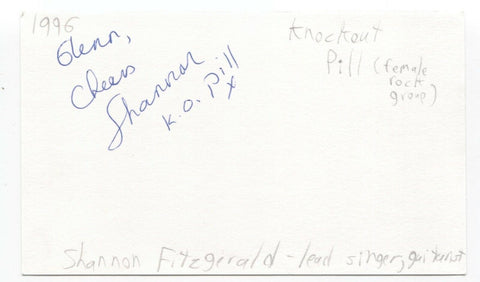 1996
Glenn,
Cheers
Shannon
K.O. Pill
x
Knockout
Pill (female
rock
group)
Shannon Fitzgerald - lead singer, guitarist